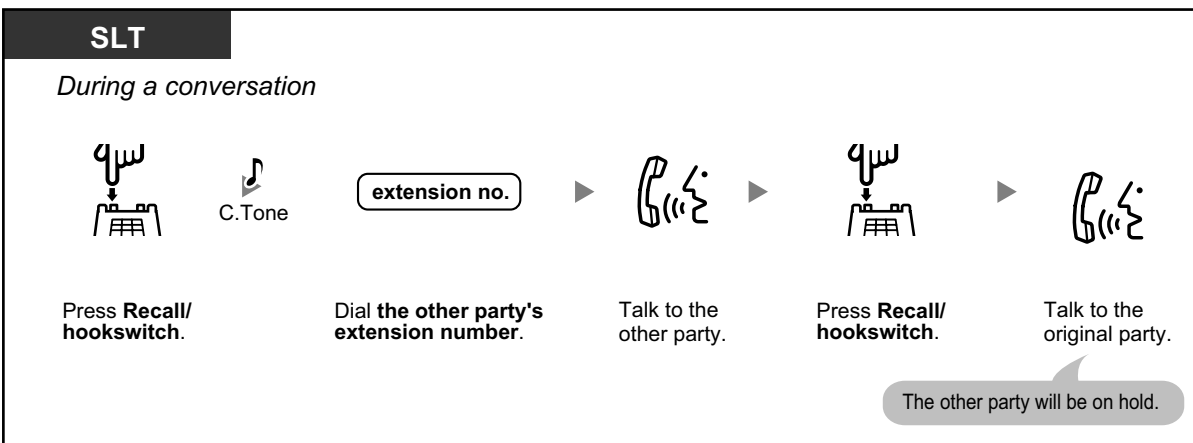 SLT
During a conversation
C.Tone
extension no.
Press Recall/
hookswitch.
Dial the other party's
extension number.
Talk to the
other party.
Press Recall/
hookswitch.
Talk to the
original party.
The other party will be on hold.